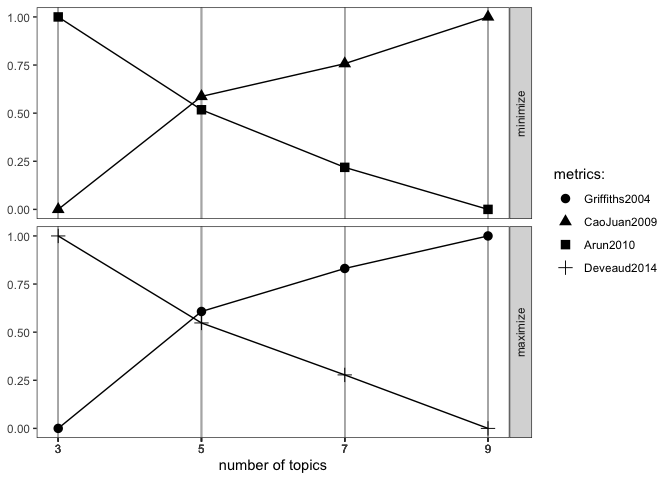 1.00
0.75
0.50
0.25
0.00
minimize
1.00
0.75
0.50
0.25
0.00
maximize
3 5 7 9
number of topics
metrics:
Griffiths2004
CaoJuan2009
Arun2010
Deveaud2014